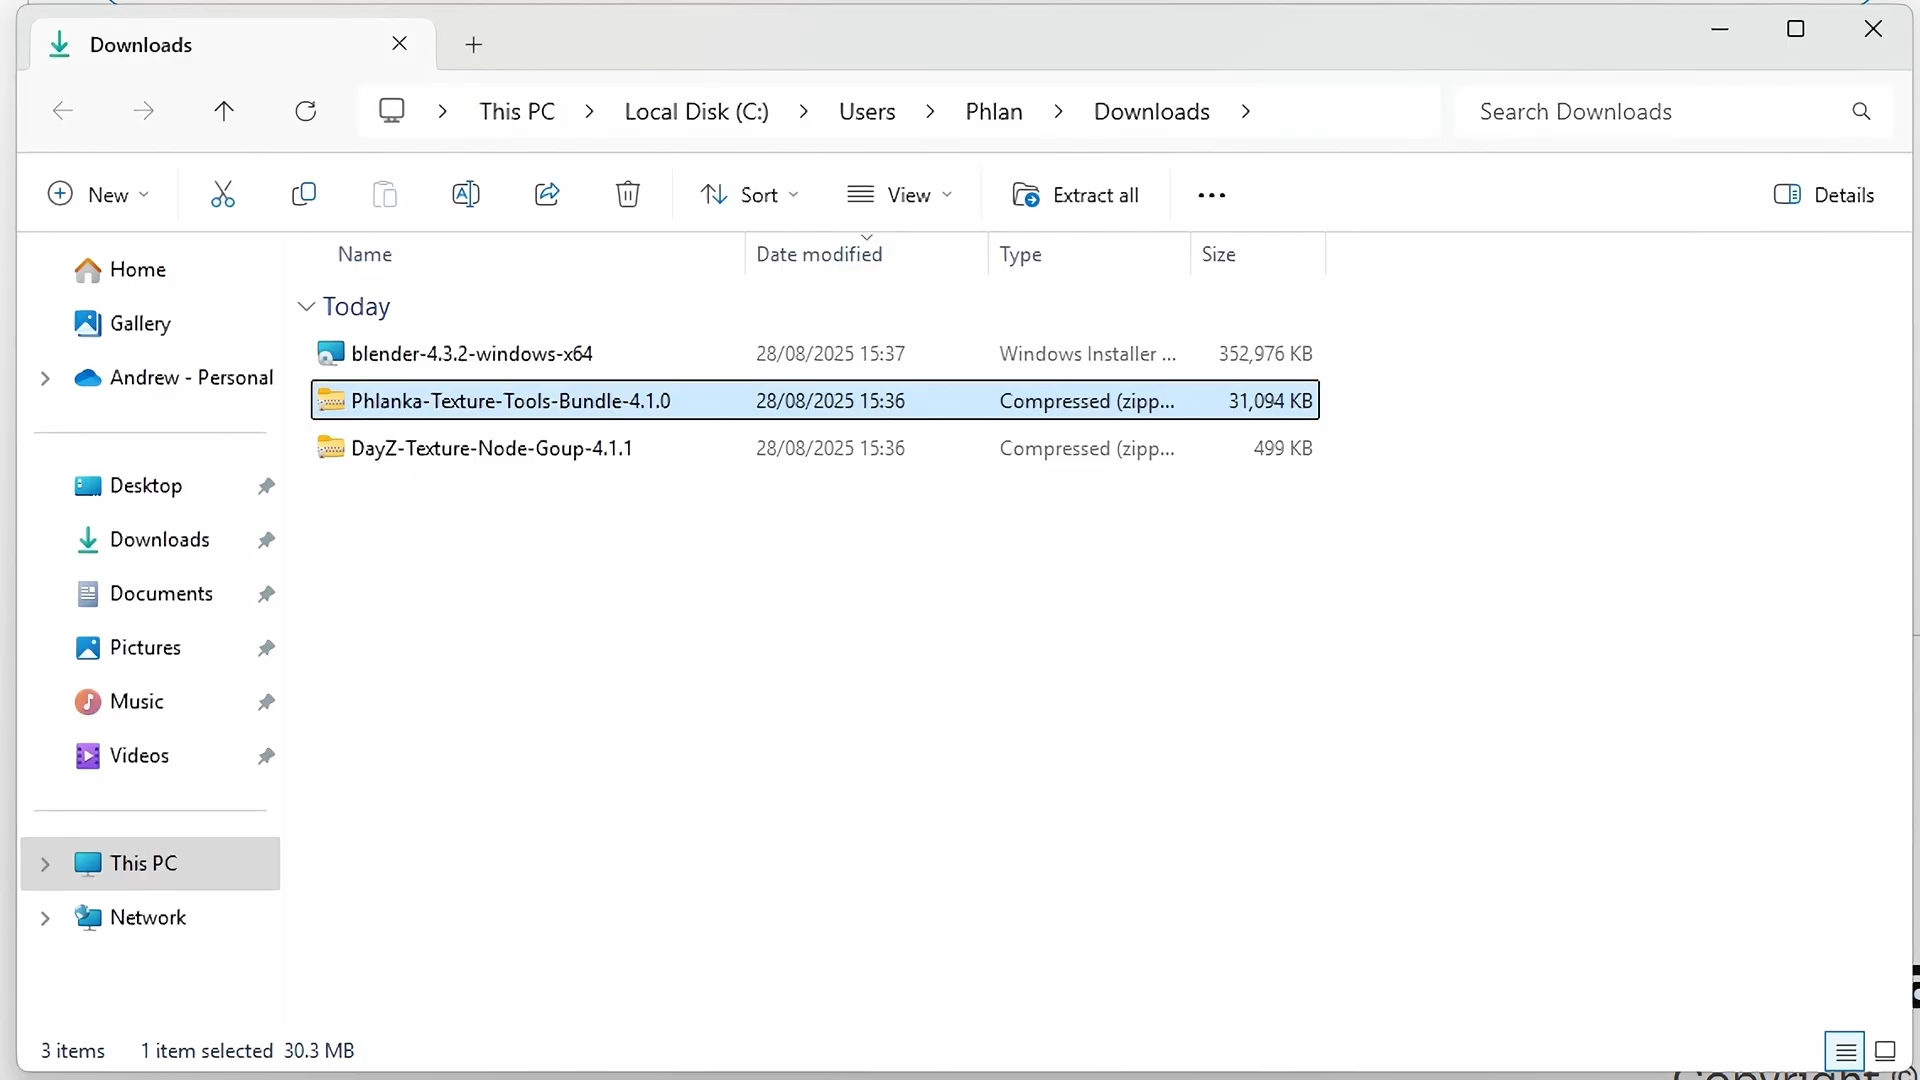 Downloads
This PC
Local Disk (C:)
Users
Phlan
Downloads
Search Downloads
New
Sort
View
Extract all
Details
Name
Date modified
Type
Size
Home
Gallery
Andrew - Personal
Desktop
Downloads
Documents
Pictures
Music
Videos
This PC
Network
Today
blender-4.3.2-windows-x64 28/08/2025 15:37 Windows Installer ... 352,976 KB
Phlanka-Texture-Tools-Bundle-4.1.0 28/08/2025 15:36 Compressed (zipp... 31,094 KB
DayZ-Texture-Node-Goup-4.1.1 28/08/2025 15:36 Compressed (zipp... 499 KB
3 items 1 item selected 30.3 MB
Copyright ©